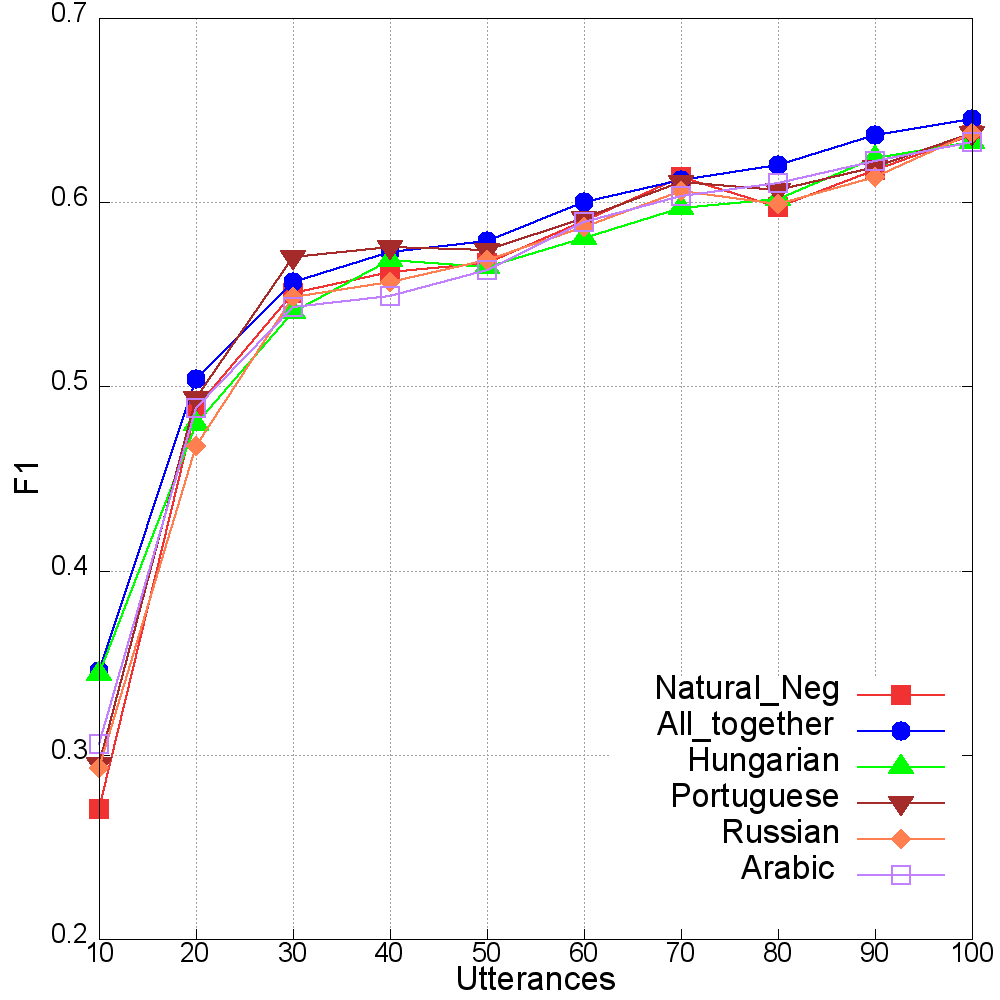 0.7
0.6
0.5
0.4
0.3
0.2
F1
10 20 30 40 50 60 70 80 90 100
Utterances
Natural_Neg
All_together
Hungarian
Portuguese
Russian
Arabic